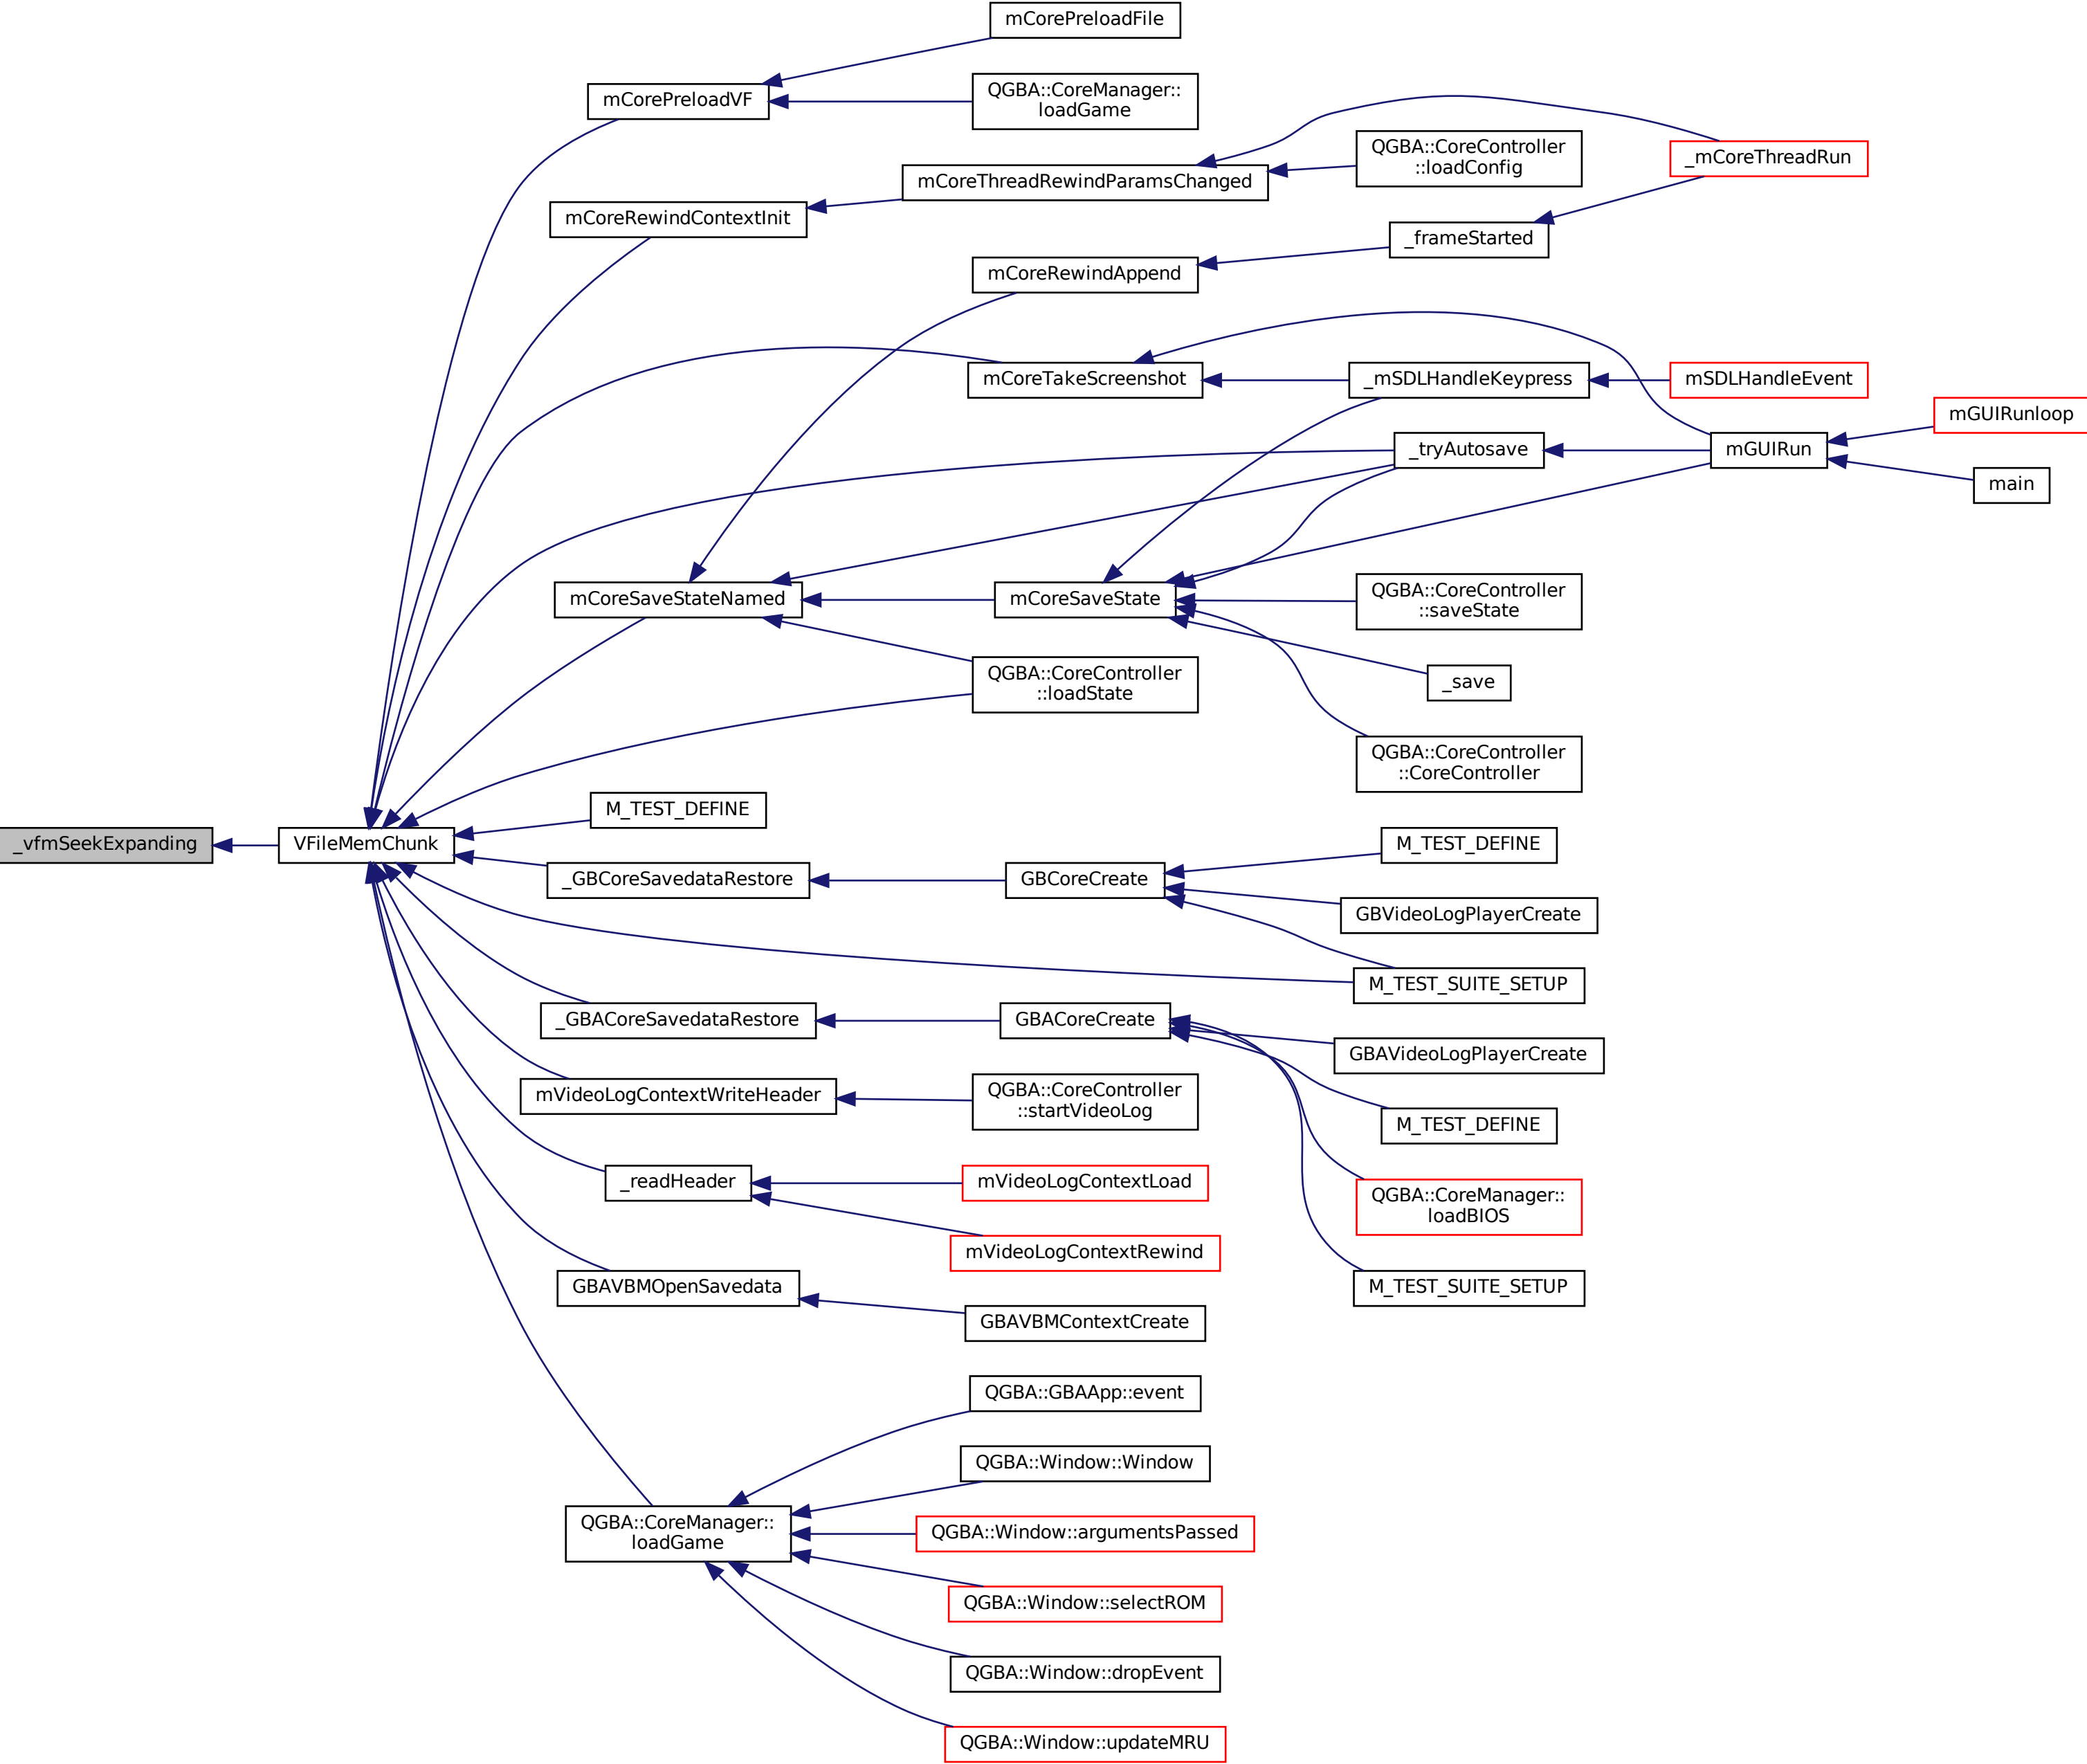 mCorePreloadFile
mCorePreloadVF
QGBA::CoreManager::
loadGame
_mCoreThreadRun
QGBA::CoreController
::loadConfig
mCoreThreadRewindParamsChanged
mCoreRewindContextInit
_frameStarted
mCoreRewindAppend
mCoreTakeScreenshot
_mSDLHandleKeypress
mSDLHandleEvent
mGUIRunloop
_tryAutosave
mGUIRun
main
mCoreSaveStateNamed
mCoreSaveState
QGBA::CoreController
::saveState
QGBA::CoreController
::loadState
_save
QGBA::CoreController
::CoreController
M_TEST_DEFINE
_vfmSeekExpanding
VFileMemChunk
M_TEST_DEFINE
_GBCoreSavedataRestore
GBCoreCreate
GBVideoLogPlayerCreate
M_TEST_SUITE_SETUP
_GBACoreSavedataRestore
GBACoreCreate
GBAVideoLogPlayerCreate
mVideoLogContextWriteHeader
QGBA::CoreController
::startVideoLog
M_TEST_DEFINE
_readHeader
mVideoLogContextLoad
QGBA::CoreManager::
loadBIOS
mVideoLogContextRewind
GBAVBMOpenSavedata
M_TEST_SUITE_SETUP
GBAVBMContextCreate
QGBA::GBAApp::event
QGBA::Window::Window
QGBA::CoreManager::
loadGame
QGBA::Window::argumentsPassed
QGBA::Window::selectROM
QGBA::Window::dropEvent
QGBA::Window::updateMRU